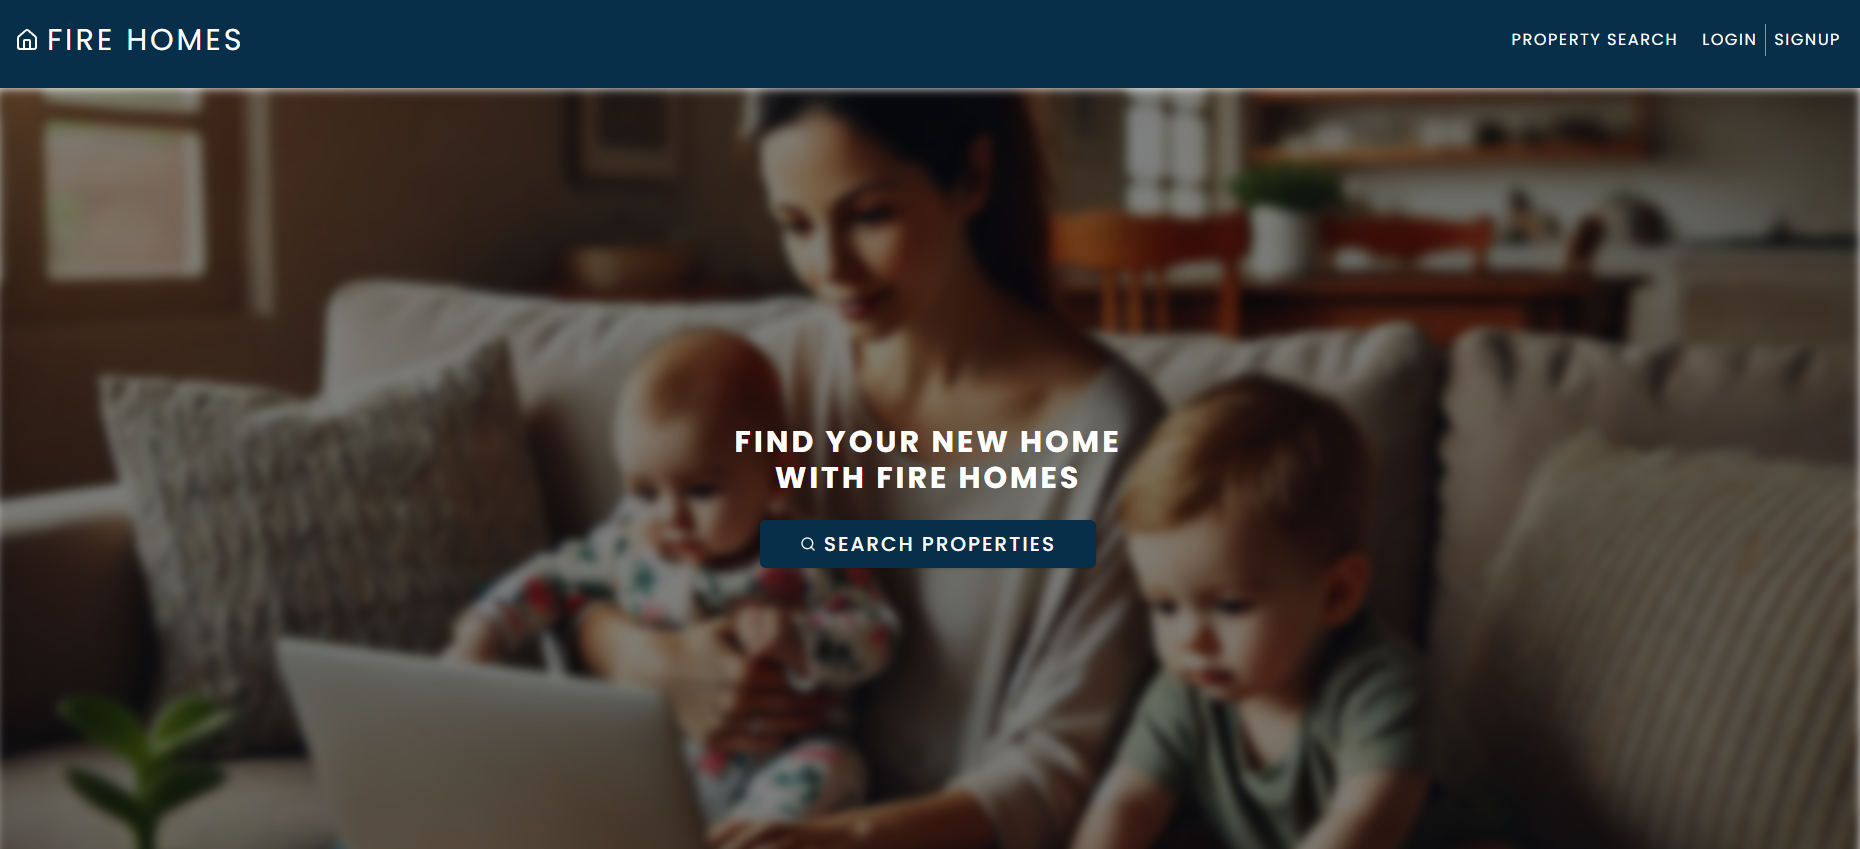 FIRE HOMES
PROPERTY SEARCH
LOGIN
SIGNUP
FIND YOUR NEW HOME
WITH FIRE HOMES
SEARCH PROPERTIES